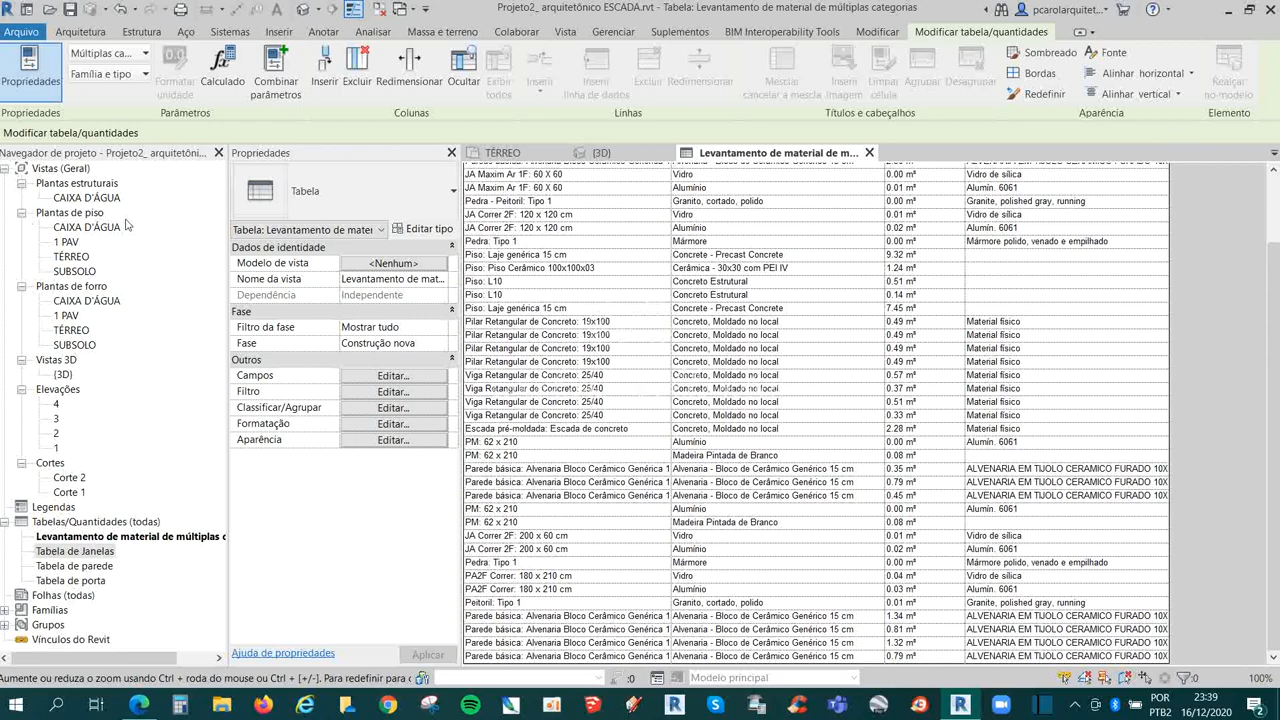 Projeto2_ arquitetônico ESCADA.rvt - Tabela: Levantamento de material de múltiplas categorias
pcarolarquitet...
Arquivo Arquitetura Estrutura Aço Sistemas Inserir Anotar Analisar Massa e terreno Colaborar Vista Gerenciar Suplementos BIM Interoperability Tools Modificar Modificar tabela/quantidades
Múltiplas ca...
Família e tipo
Propriedades
Formatar unidade
Calculado
Combinar parâmetros
Inserir
Excluir
Redimensionar
Ocultar
Exibir todos
Inserir
Inserir linha de dados
Excluir
Redimensionar
Mesclar cancelar a mescla
Inserir Imagem
Limpar célula
Agrupar
Desagrupar
Sombreado
Bordas
Redefinir
Fonte
Alinhar horizontal
Alinhar vertical
Realçar no modelo
Propriedades Parâmetros Colunas Linhas Títulos e cabeçalhos Aparência Elemento
Modificar tabela/quantidades
Navegador de projeto - Projeto2_ arquitetôni...
Vistas (Geral)
Plantas estruturais
CAIXA D'ÁGUA
Plantas de piso
CAIXA D'ÁGUA
1 PAV
TÉRREO
SUBSOLO
Plantas de forro
CAIXA D'ÁGUA
1 PAV
TÉRREO
SUBSOLO
Vistas 3D
{3D}
Elevações
4
3
2
1
Cortes
Corte 2
Corte 1
Legendas
Tabelas/Quantidades (todas)
Levantamento de material de múltiplas c
Tabela de Janelas
Tabela de parede
Tabela de porta
Folhas (todas)
Famílias
Grupos
Vínculos do Revit
Propriedades
Tabela
Tabela: Levantamento de mater
Editar tipo
Dados de identidade
Modelo de vista <Nenhum>
Nome da vista Levantamento de mat...
Dependência Independente
Fase
Filtro da fase Mostrar tudo
Fase Construção nova
Outros
Campos Editar...
Filtro Editar...
Classificar/Agrupar Editar...
Formatação Editar...
Aparência Editar...
Ajuda de propriedades
Aplicar
TÉRREO {3D} Levantamento de material de m...
JA Maxim Ar 1F: 60 X 60 Vidro 0.00 m³ Vidro de sílica
JA Maxim Ar 1F: 60 X 60 Alumínio 0.01 m³ Alumín. 6061
Pedra - Peitoril: Tipo 1 Granito, cortado, polido 0.00 m³ Granite, polished gray, running
JA Correr 2F: 120 x 120 cm Vidro 0.01 m³ Vidro de sílica
JA Correr 2F: 120 x 120 cm Alumínio 0.02 m³ Alumín. 6061
Pedra. Tipo 1 Mármore 0.00 m³ Mármore polido, venado e empilhado
Piso: Laje genérica 15 cm Concrete - Precast Concrete 9.32 m³
Piso: Piso Cerâmico 100x100x03 Cerâmica - 30x30 com PEI IV 1.24 m³
Piso: L10 Concreto Estrutural 0.51 m³
Piso: L10 Concreto Estrutural 0.14 m³
Piso: Laje genérica 15 cm Concrete - Precast Concrete 7.45 m³
Pilar Retangular de Concreto: 19x100 Concreto, Moldado no local 0.49 m³ Material físico
Pilar Retangular de Concreto: 19x100 Concreto, Moldado no local 0.49 m³ Material físico
Pilar Retangular de Concreto: 19x100 Concreto, Moldado no local 0.49 m³ Material físico
Pilar Retangular de Concreto: 19x100 Concreto, Moldado no local 0.49 m³ Material físico
Viga Retangular de Concreto: 25/40 Concreto, Moldado no local 0.57 m³ Material físico
Viga Retangular de Concreto: 25/40 Concreto, Moldado no local 0.37 m³ Material físico
Viga Retangular de Concreto: 25/40 Concreto, Moldado no local 0.51 m³ Material físico
Viga Retangular de Concreto: 25/40 Concreto, Moldado no local 0.33 m³ Material físico
Escada pré-moldada: Escada de concreto Concreto, Moldado no local 2.28 m³ Material físico
PM: 62 x 210 Alumínio 0.00 m³ Alumín. 6061
PM: 62 x 210 Madeira Pintada de Branco 0.08 m³
Parede básica: Alvenaria Bloco Cerâmico Genérica 1 Alvenaria - Bloco de Cerâmico Genérico 15 cm 0.35 m³ ALVENARIA EM TIJOLO CERAMICO FURADO 10X
Parede básica: Alvenaria Bloco Cerâmico Genérica 1 Alvenaria - Bloco de Cerâmico Genérico 15 cm 0.79 m³ ALVENARIA EM TIJOLO CERAMICO FURADO 10X
Parede básica: Alvenaria Bloco Cerâmico Genérica 1 Alvenaria - Bloco de Cerâmico Genérico 15 cm 0.45 m³ ALVENARIA EM TIJOLO CERAMICO FURADO 10X
PM: 62 x 210 Alumínio 0.00 m³ Alumín. 6061
PM: 62 x 210 Madeira Pintada de Branco 0.08 m³
JA Correr 2F: 200 x 60 cm Vidro 0.01 m³ Vidro de sílica
JA Correr 2F: 200 x 60 cm Alumínio 0.02 m³ Alumín. 6061
Pedra. Tipo 1 Mármore 0.00 m³ Mármore polido, venado e empilhado
PA2F Correr: 180 x 210 cm Vidro 0.04 m³ Vidro de sílica
PA2F Correr: 180 x 210 cm Alumínio 0.03 m³ Alumín. 6061
Peitoril: Tipo 1 Granito, cortado, polido 0.01 m³ Granite, polished gray, running
Parede básica: Alvenaria Bloco Cerâmico Genérica 1 Alvenaria - Bloco de Cerâmico Genérico 15 cm 1.34 m³ ALVENARIA EM TIJOLO CERAMICO FURADO 10X
Parede básica: Alvenaria Bloco Cerâmico Genérica 1 Alvenaria - Bloco de Cerâmico Genérico 15 cm 0.81 m³ ALVENARIA EM TIJOLO CERAMICO FURADO 10X
Parede básica: Alvenaria Bloco Cerâmico Genérica 1 Alvenaria - Bloco de Cerâmico Genérico 15 cm 1.32 m³ ALVENARIA EM TIJOLO CERAMICO FURADO 10X
Parede básica: Alvenaria Bloco Cerâmico Genérica 1 Alvenaria - Bloco de Cerâmico Genérico 15 cm 0.79 m³ ALVENARIA EM TIJOLO CERAMICO FURADO 10X
Aumente ou reduza o zoom usando Ctrl + roda do mouse ou Ctrl + [+/-]. Para redefinir para :0 Modelo principal :0 100%
POR PTB2
23:39
16/12/2020